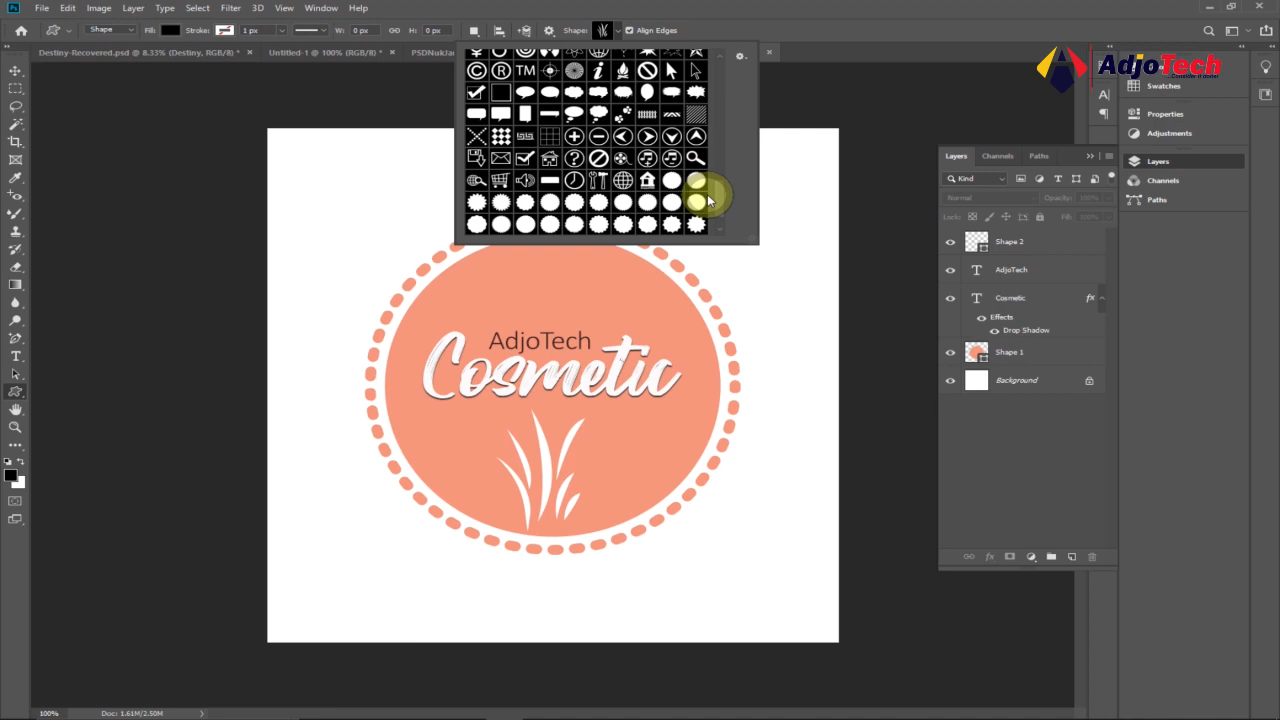 Ps File Edit Image Layer Type Select Filter 3D View Window Help
Shape Fill: Stroke: 1 px W: 0 px H: 0 px Shape: Align Edges
Destiny-Recovered.psd @ 8.33% (Destiny, RGB/8) * × Untitled-1 @ 100% (RGB/8) * ×
AdjoTech
Swatches
Properties
Adjustments
Layers
Channels
Paths
Layers Channels Paths
Kind
Normal Opacity: 100%
Lock: Fill: 100%
Shape 2
AdjoTech
Cosmetic fx
Effects
Drop Shadow
Shape 1
Background
TM
AdjoTech
Cosmetic
100% Doc: 1.61M/2.50M